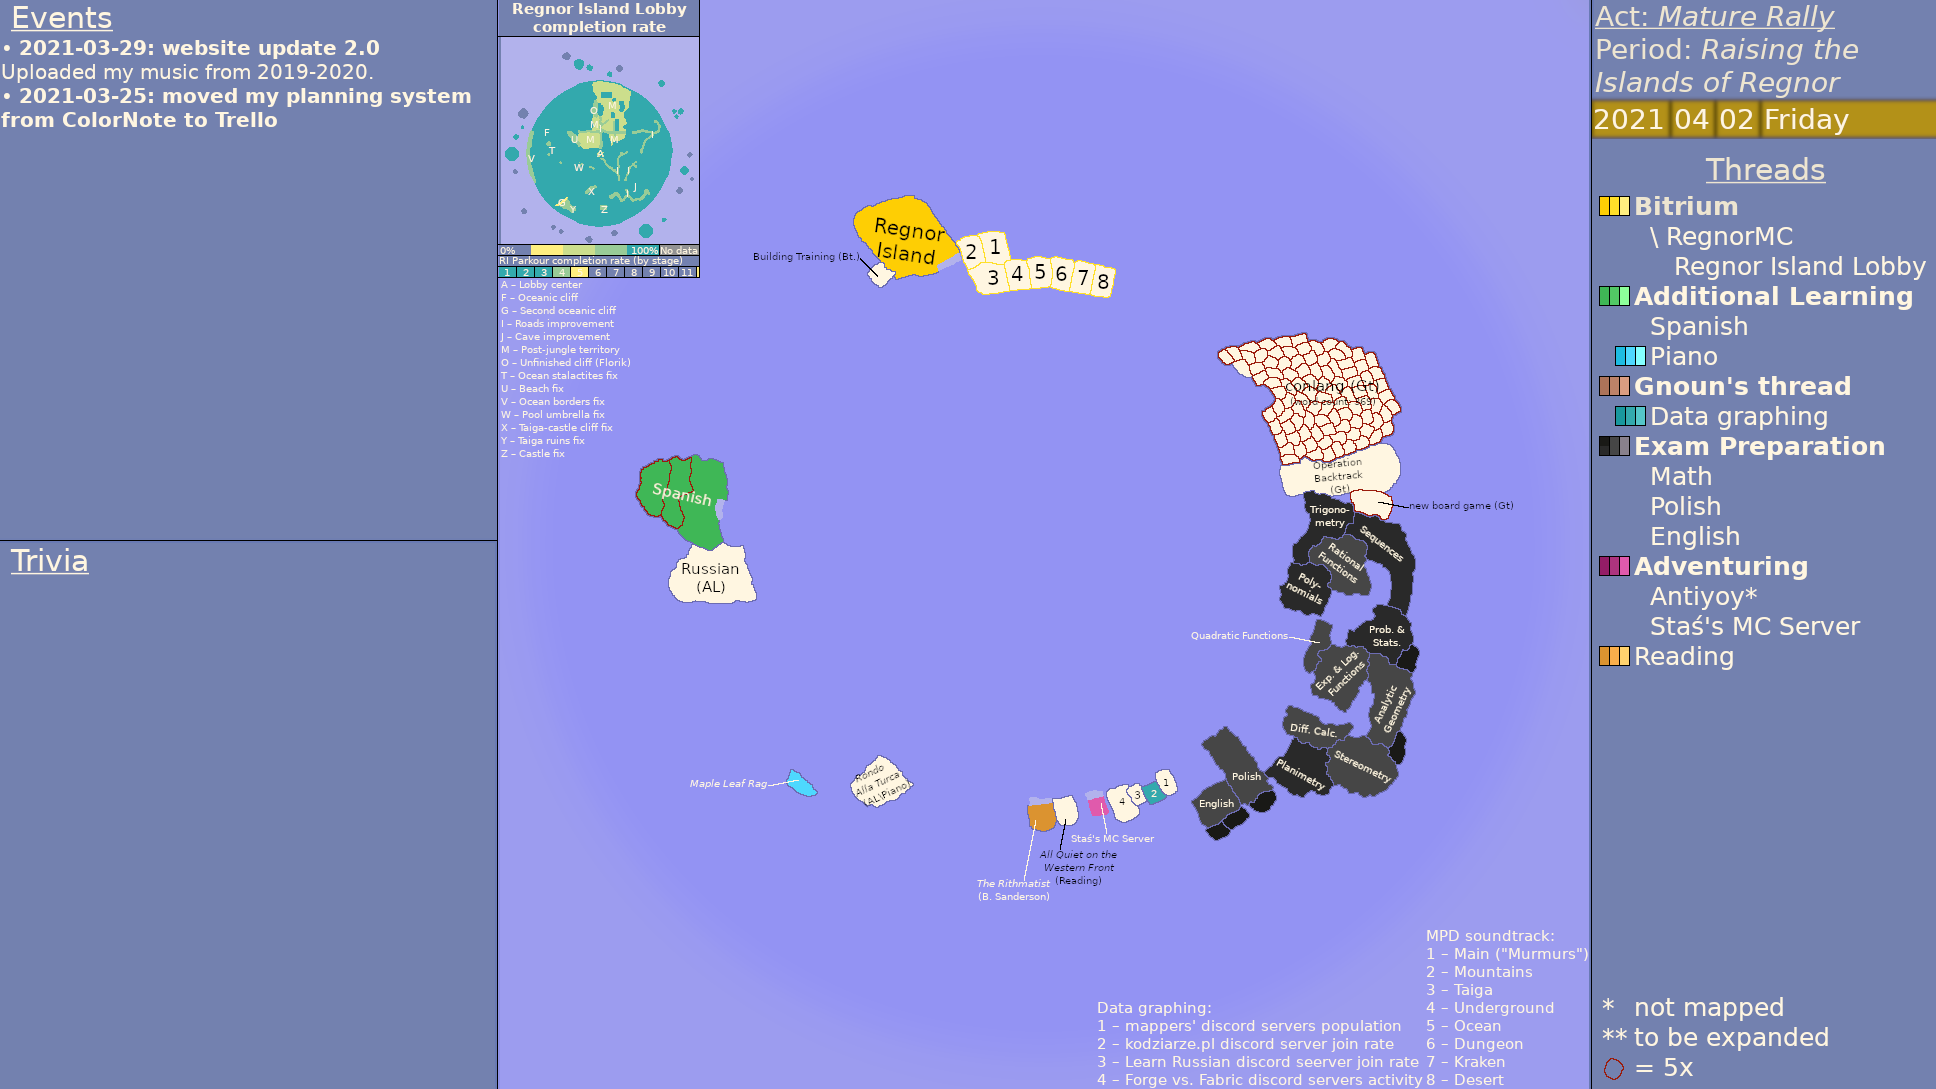 Events
• 2021-03-29: website update 2.0
Uploaded my music from 2019-2020.
• 2021-03-25: moved my planning system
from ColorNote to Trello
Trivia
Regnor Island Lobby
completion rate
O M
M
F U M M I
V T A
W I J
X I J
G Y Z
0% 100% No data
RI Parkour completion rate (by stage)
1 2 3 4 5 6 7 8 9 10 11
A – Lobby center
F – Oceanic cliff
G – Second oceanic cliff
I – Roads improvement
J – Cave improvement
M – Post-jungle territory
O – Unfinished cliff (Florik)
T – Ocean stalactites fix
U – Beach fix
V – Ocean borders fix
W – Pool umbrella fix
X – Taiga-castle cliff fix
Y – Taiga ruins fix
Z – Castle fix
Regnor
Island
Building Training (Bt.)
2 1
3 4 5 6 7 8
conlang (Gt)
(word count: 565)
Operation
Backtrack
(Gt)
new board game (Gt)
Spanish
Russian
(AL)
Trigono-
metry
Sequences
Rational
Functions
Poly-
nomials
Quadratic Functions
Prob. &
Stats.
Exp. & Log.
Functions
Analytic
Geometry
Diff. Calc.
Planimetry
Stereometry
Polish
English
Maple Leaf Rag
Rondo
Alla Turca
(AL\Piano)
4 3 2 1
Staś's MC Server
All Quiet on the
Western Front
(Reading)
The Rithmatist
(B. Sanderson)
Data graphing:
1 – mappers' discord servers population
2 – kodziarze.pl discord server join rate
3 – Learn Russian discord seerver join rate
4 – Forge vs. Fabric discord servers activity
MPD soundtrack:
1 – Main ("Murmurs")
2 – Mountains
3 – Taiga
4 – Underground
5 – Ocean
6 – Dungeon
7 – Kraken
8 – Desert
Act: Mature Rally
Period: Raising the
Islands of Regnor
2021 04 02 Friday
Threads
Bitrium
\ RegnorMC
Regnor Island Lobby
Additional Learning
Spanish
Piano
Gnoun's thread
Data graphing
Exam Preparation
Math
Polish
English
Adventuring
Antiyoy*
Staś's MC Server
Reading
* not mapped
** to be expanded
= 5x